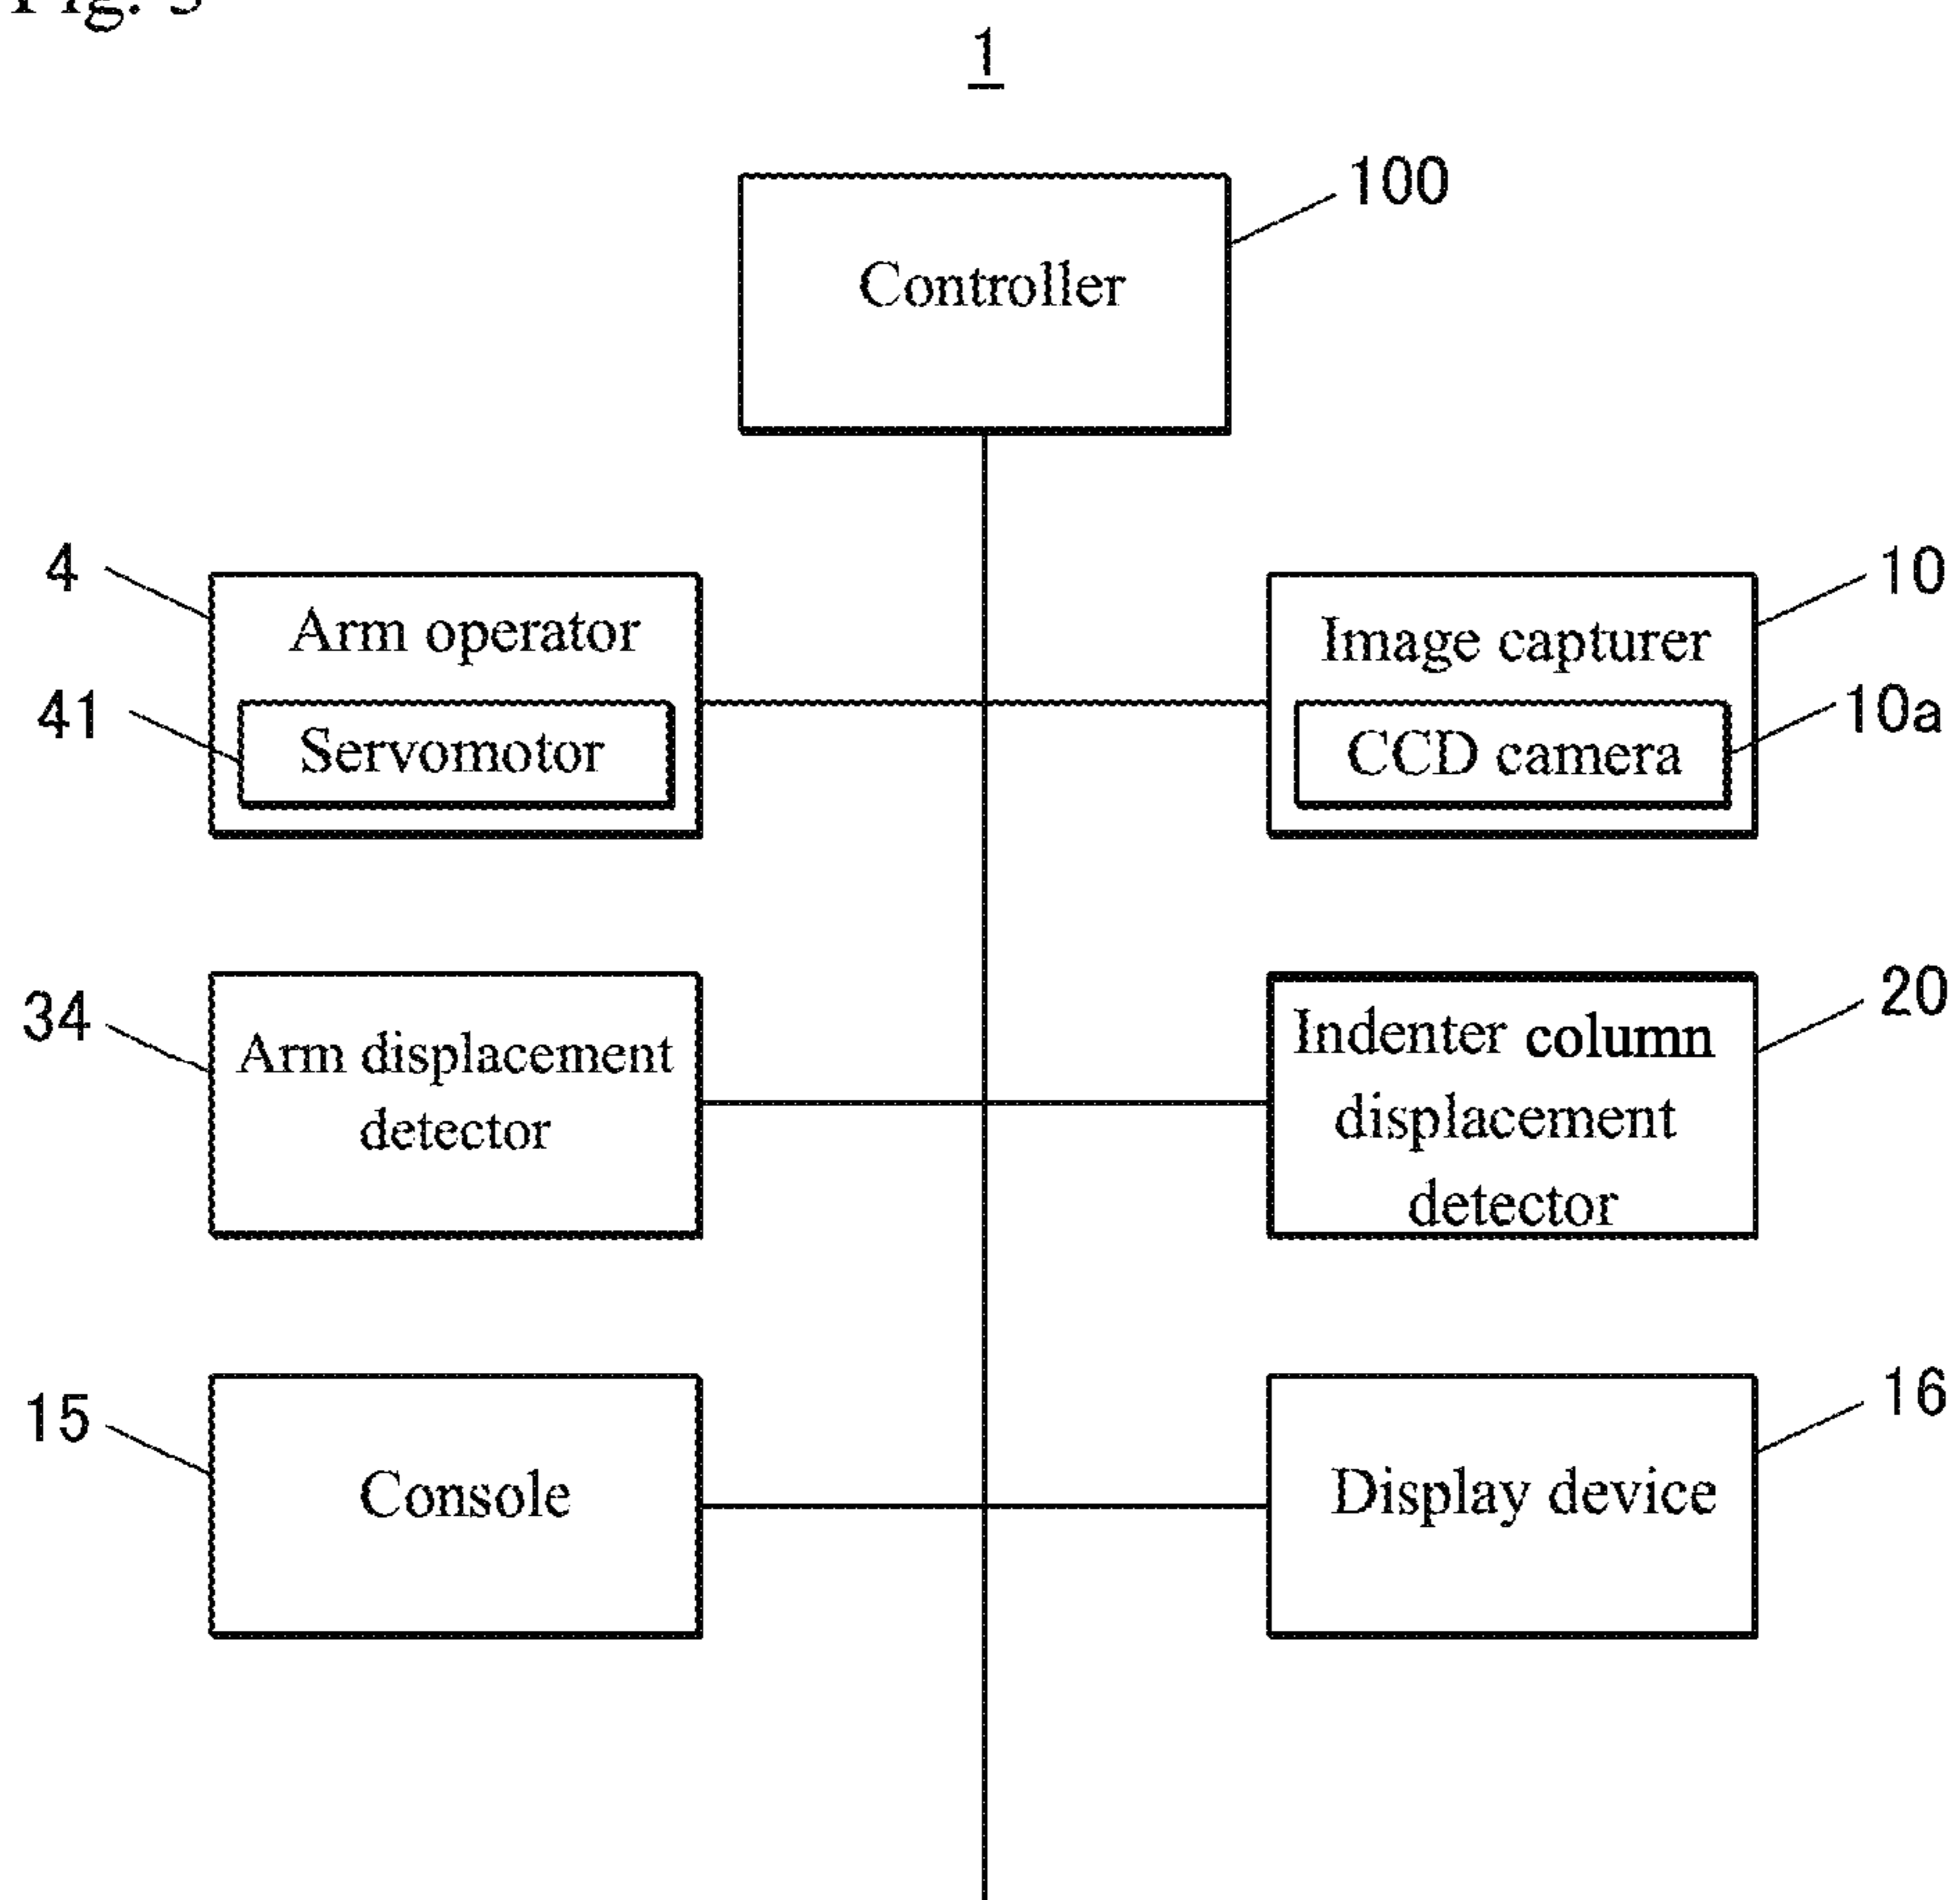 Fig.
1
100
Controller
4
Arm operator
41
Servomotor
10
Image capturer
10a
CCD camera
34
Arm displacement
detector
20
Indenter column
displacement
detector
15
Console
16
Display device